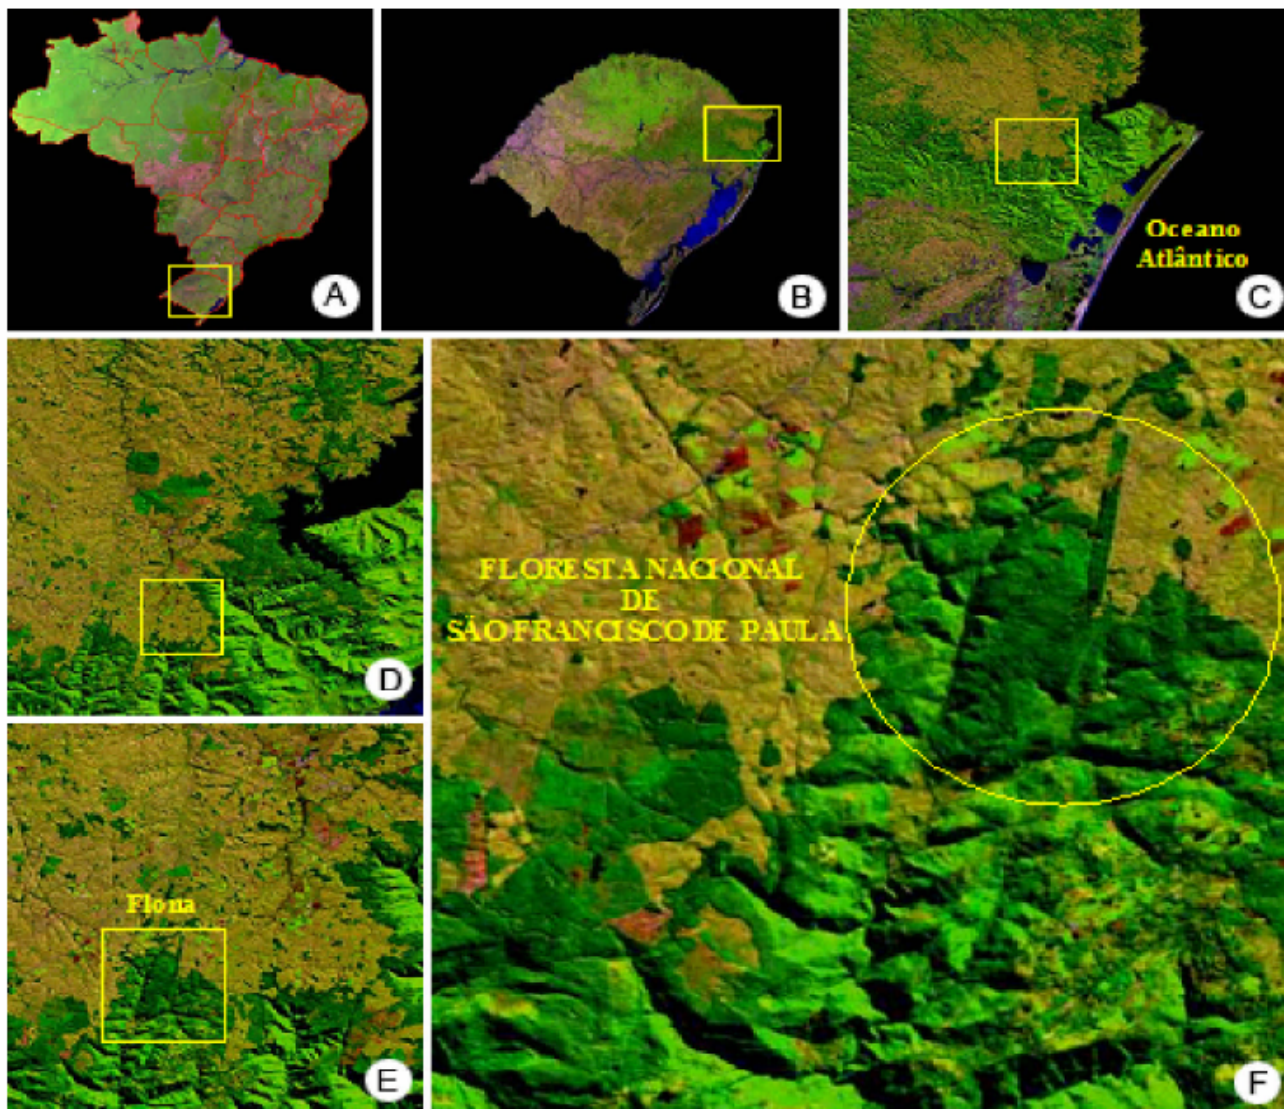 A
B
Oceano
Atlântico
C
D
FLORESTA NACIONAL
DE
SÃO FRANCISCO DE PAULA
Flona
E
F